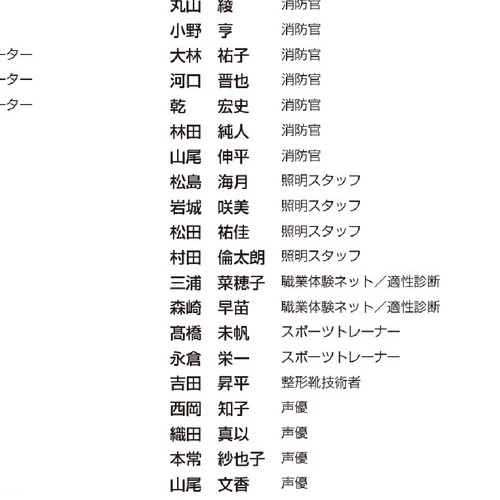 丸山 綾 消防官
小野 亨 消防官
ーター 大林 祐子 消防官
ーター 河口 晋也 消防官
ーター 乾 宏史 消防官
林田 純人 消防官
山尾 伸平 消防官
松島 海月 照明スタッフ
岩城 咲美 照明スタッフ
松田 祐佳 照明スタッフ
村田 倫太朗 照明スタッフ
三浦 菜穂子 職業体験ネット／適性診断
森崎 早苗 職業体験ネット／適性診断
髙橋 未帆 スポーツトレーナー
永倉 栄一 スポーツトレーナー
吉田 昇平 整形靴技術者
西岡 知子 声優
織田 真以 声優
本常 紗也子 声優
山尾 文香 声優